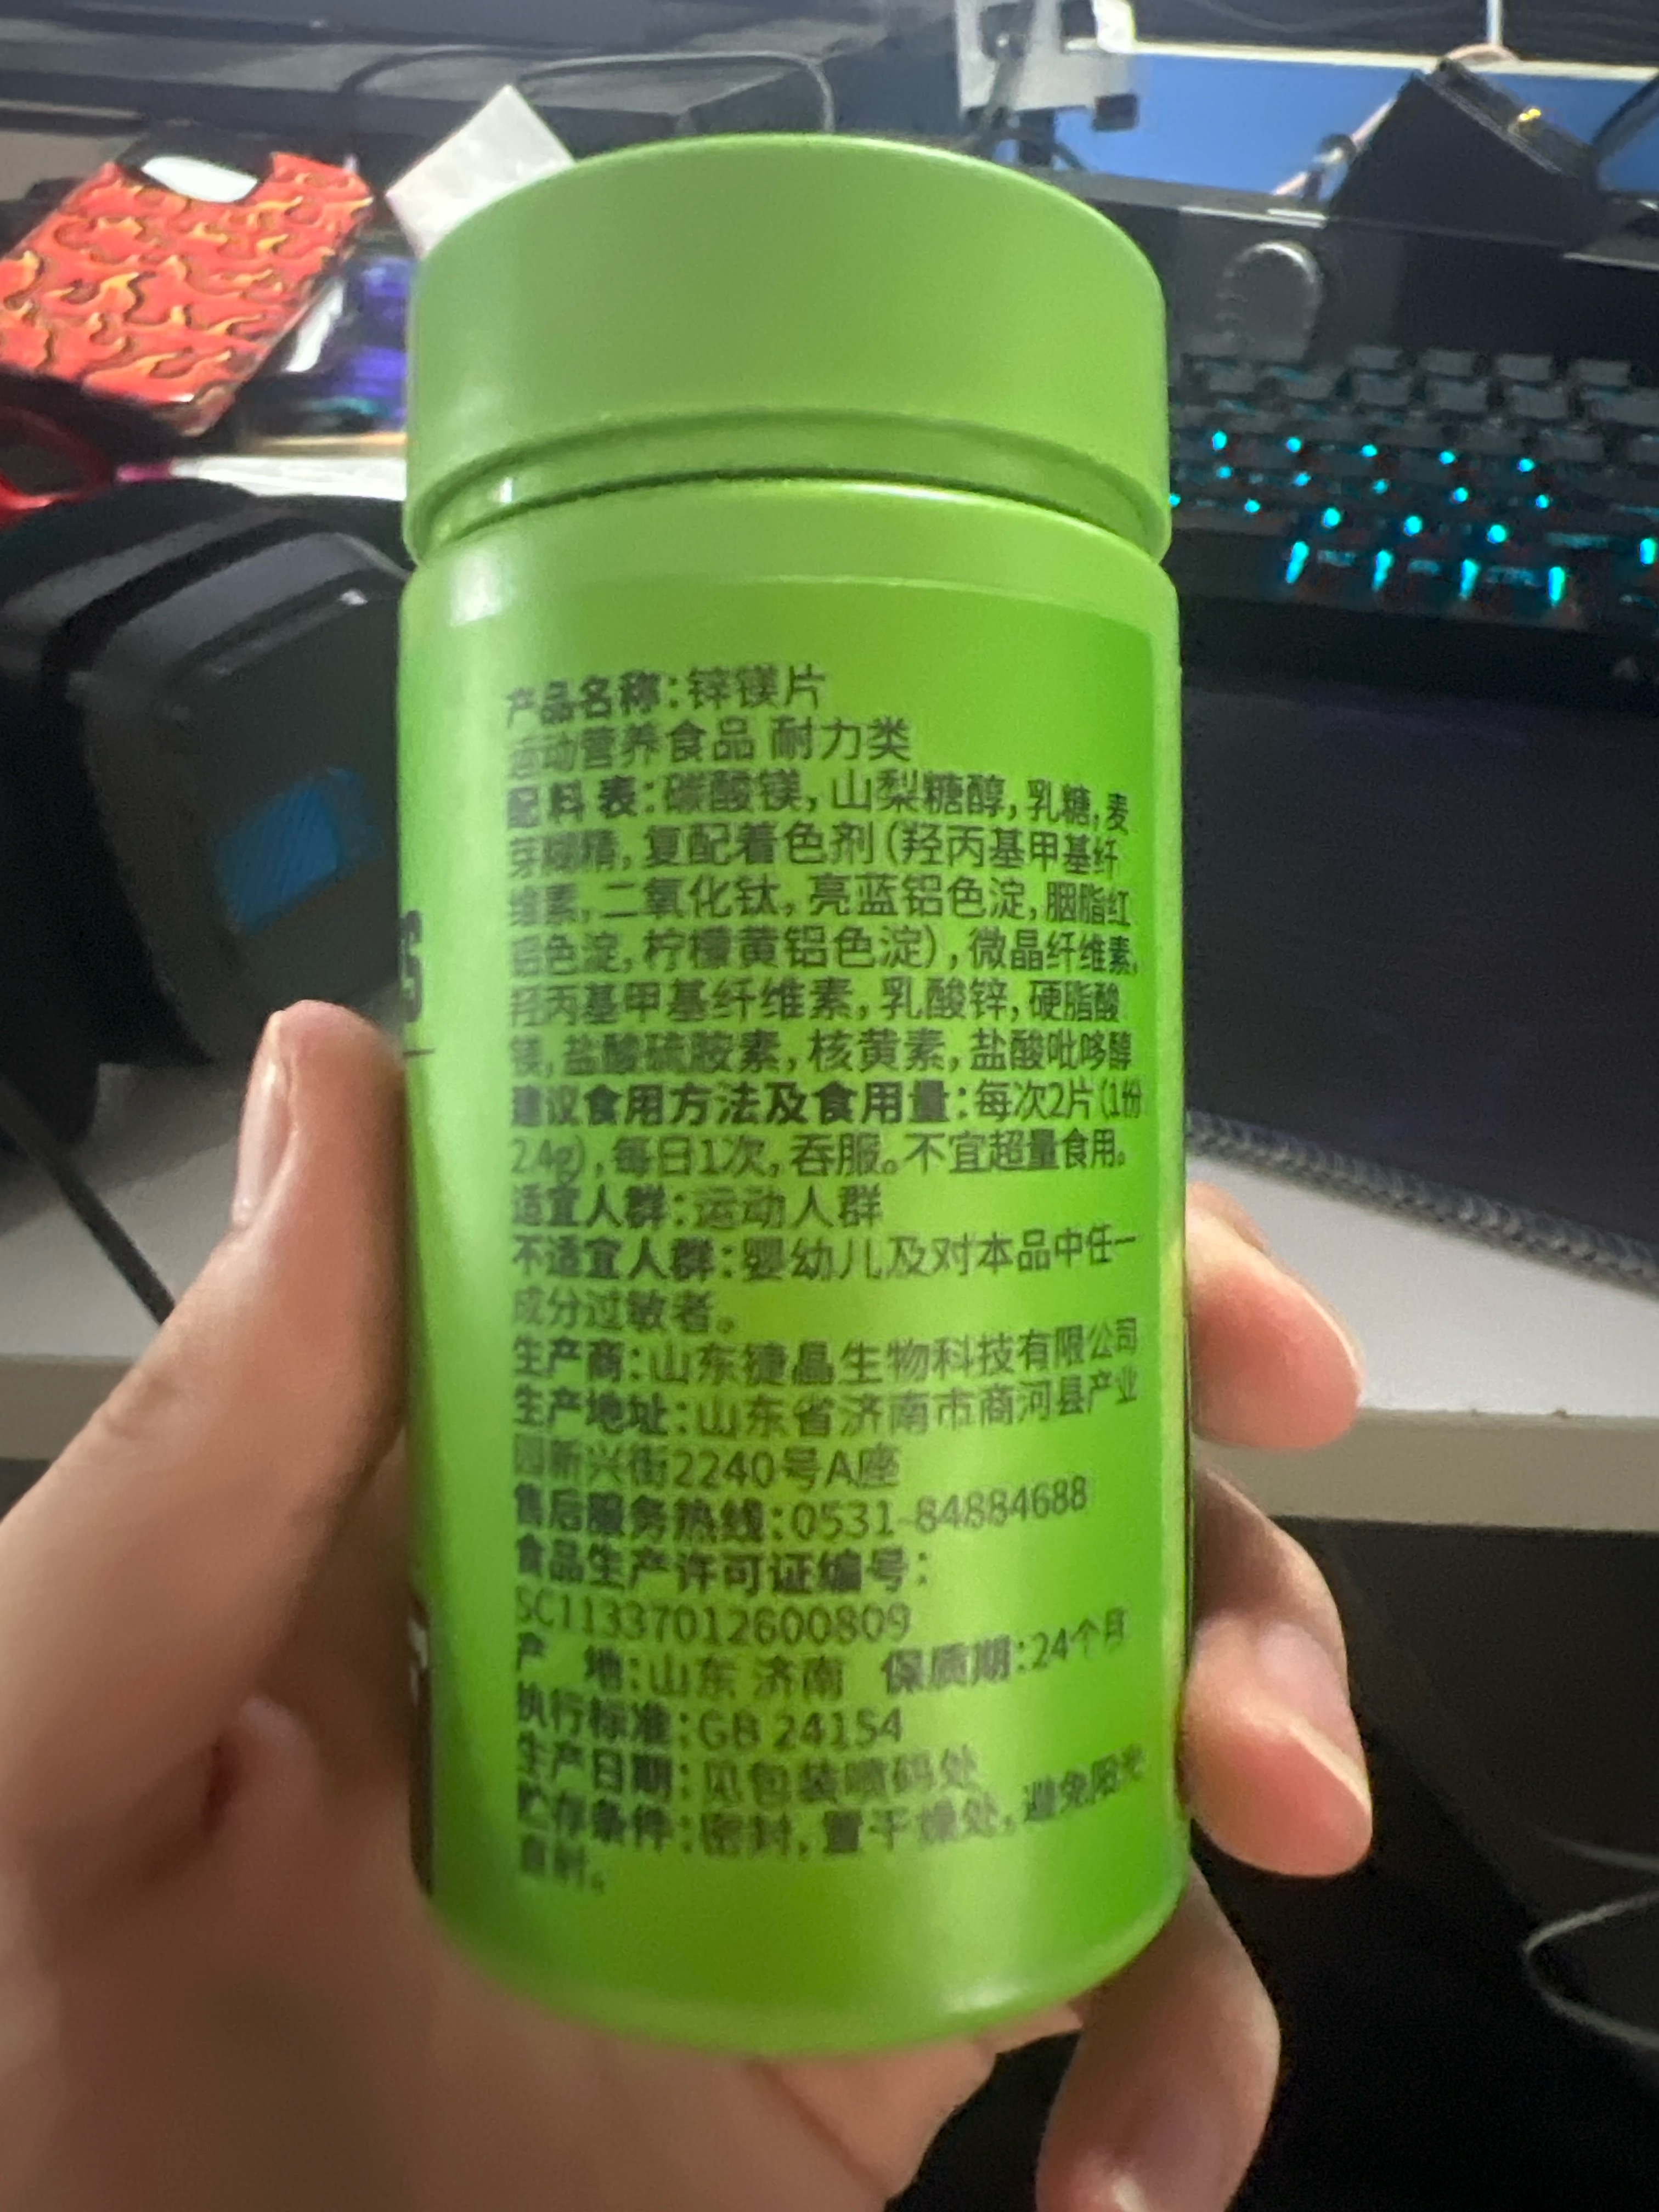 产品名称：锌镁片
运动营养食品 耐力类
配料表：碳酸镁，山梨糖醇，乳糖，麦
芽糊精，复配着色剂（羟丙基甲基纤
维素，二氧化钛，亮蓝铝色淀，胭脂红
铝色淀，柠檬黄铝色淀），微晶纤维素，
羟丙基甲基纤维素，乳酸锌，硬脂酸
镁，盐酸硫胺素，核黄素，盐酸吡哆醇
建议食用方法及食用量：每次2片（1份
2.4g），每日1次，吞服。不宜超量食用。
适宜人群：运动人群
不适宜人群：婴幼儿及对本品中任一
成分过敏者。
生产商：山东捷晶生物科技有限公司
生产地址：山东省济南市商河县产业
园新兴街2240号A座
售后服务热线：0531-84884688
食品生产许可证编号：
SC11337012600809
产 地：山东 济南 保质期：24个月
执行标准：GB 24154
生产日期：见包装喷码处
贮存条件：密封，置干燥处，避免阳光
直射。